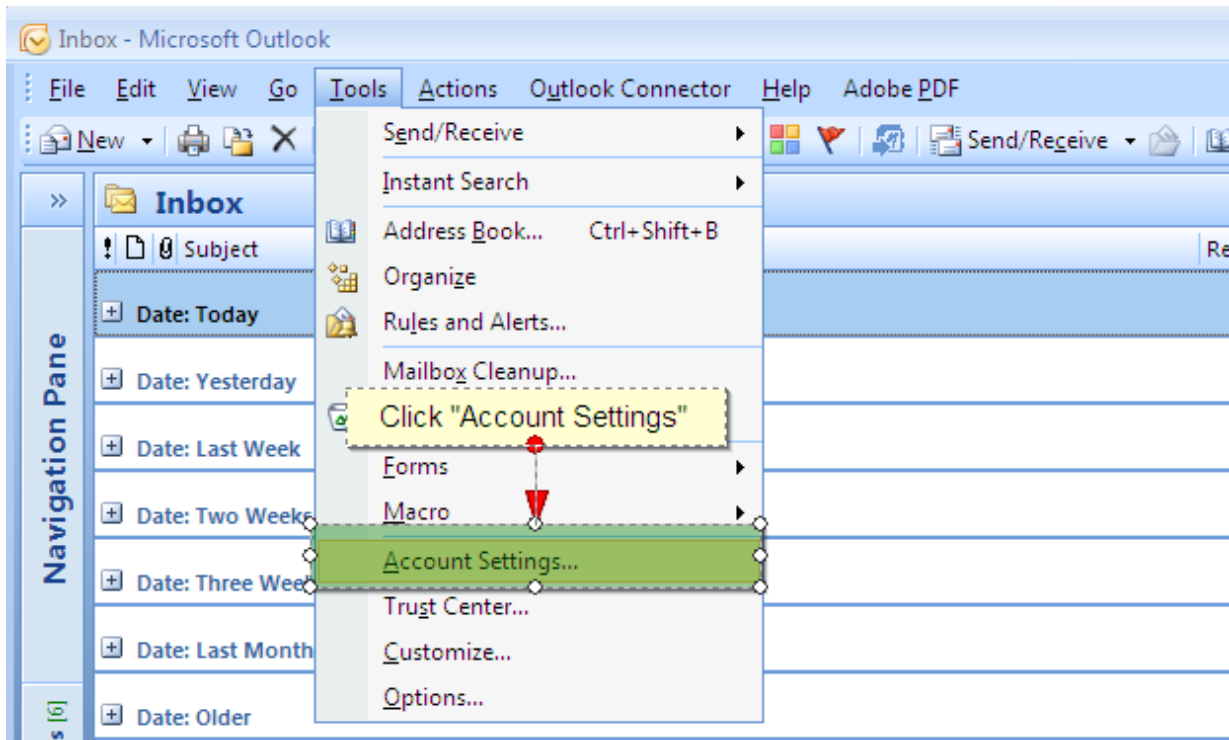 Inbox - Microsoft Outlook
File Edit View Go Tools Actions Outlook Connector Help Adobe PDF
New Send/Receive
Send/Receive
Instant Search
Address Book... Ctrl+Shift+B
Organize
Rules and Alerts...
Mailbox Cleanup...
Click "Account Settings"
Forms
Macro
Account Settings...
Trust Center...
Customize...
Options...
Navigation Pane
Inbox
Subject
Date: Today
Date: Yesterday
Date: Last Week
Date: Two Weeks
Date: Three
Date: Last Month
Date: Older